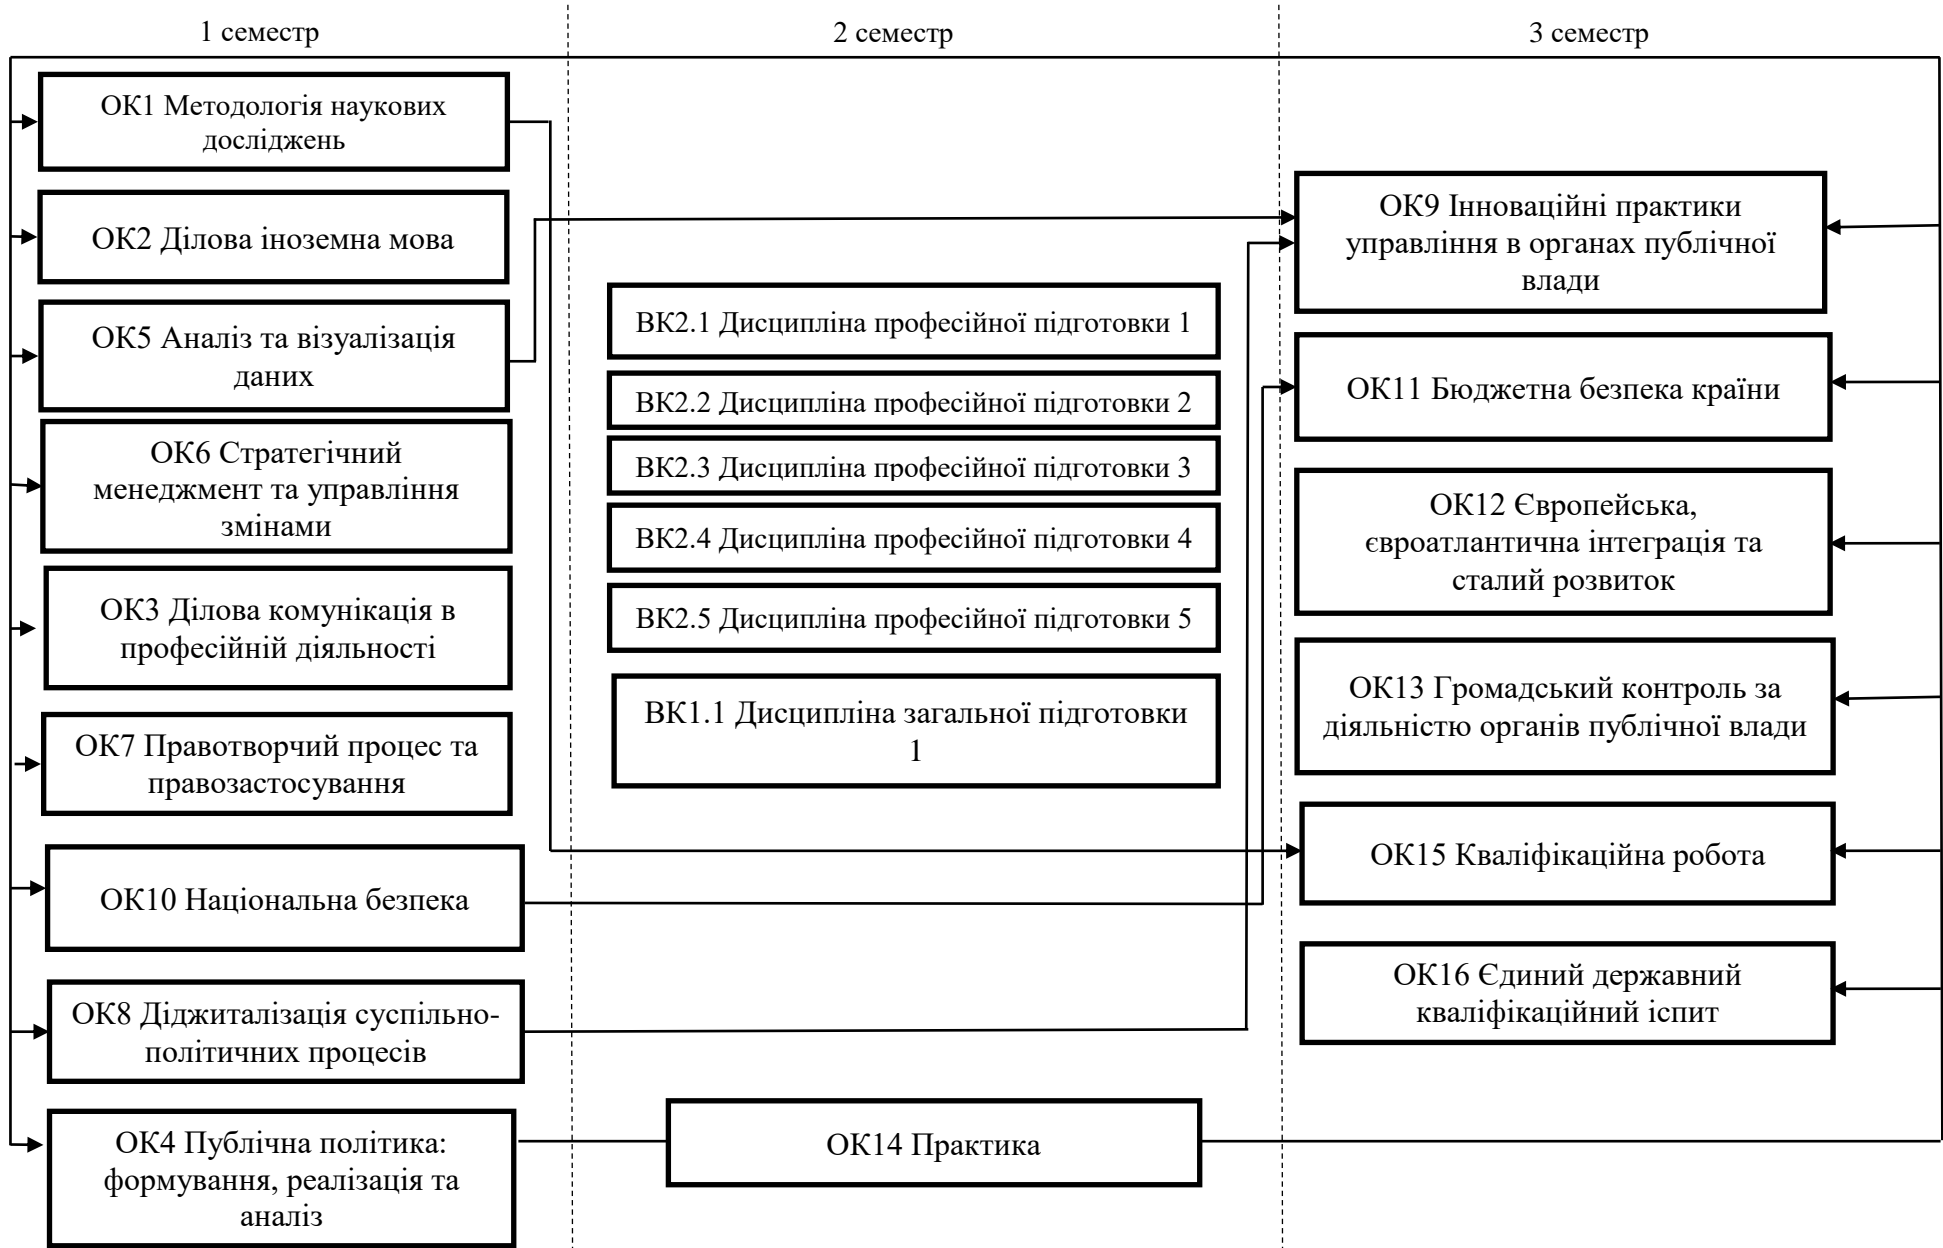 1 семестр
2 семестр
3 семестр
ОК1 Методологія наукових
досліджень
ОК2 Ділова іноземна мова
ОК5 Аналіз та візуалізація
даних
ОК6 Стратегічний
менеджмент та управління
змінами
ОК3 Ділова комунікація в
професійній діяльності
ОК7 Правотворчий процес та
правозастосування
ОК10 Національна безпека
ОК8 Діджиталізація суспільно-
політичних процесів
ОК4 Публічна політика:
формування, реалізація та
аналіз
ВК2.1 Дисципліна професійної підготовки 1
ВК2.2 Дисципліна професійної підготовки 2
ВК2.3 Дисципліна професійної підготовки 3
ВК2.4 Дисципліна професійної підготовки 4
ВК2.5 Дисципліна професійної підготовки 5
ВК1.1 Дисципліна загальної підготовки
1
ОК14 Практика
ОК9 Інноваційні практики
управління в органах публічної
влади
ОК11 Бюджетна безпека країни
ОК12 Європейська,
євроатлантична інтеграція та
сталий розвиток
ОК13 Громадський контроль за
діяльністю органів публічної влади
ОК15 Кваліфікаційна робота
ОК16 Єдиний державний
кваліфікаційний іспит